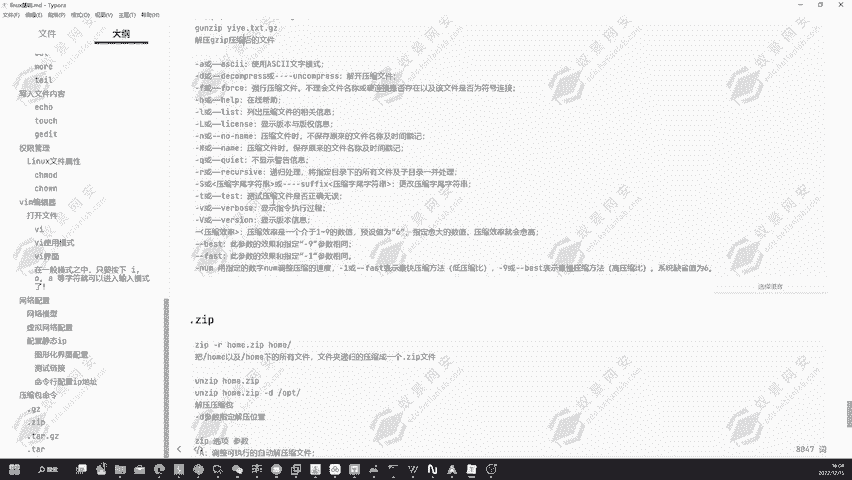 linux基础.md - Typora
文件(F) 编辑(E) 段落(P) 格式(O) 视图(V) 主题(T) 帮助(H)
文件 大纲
more
tail
写入文件内容
echo
touch
gedit
权限管理
Linux文件属性
chmod
chown
vim编辑器
打开文件
vi
vi使用模式
vi界面
在一般模式之中，只要按下 i, o, a 等字符就可以进入输入模式了!
网络配置
网络模型
虚拟网络配置
配置静态ip
图形化界面配置
测试链接
命令行配置ip地址
压缩包命令
.gz
.zip
.tar.gz
.tar
gunzip yiye.txt.gz
解压gzip压缩后的文件
-a或--ascii：使用ASCII文字模式；
-d或--decompress或----uncompress：解开压缩文件；
-f或--force：强行压缩文件。不理会文件名称或硬连接是否存在以及该文件是否为符号连接；
-h或--help：在线帮助；
-l或--list：列出压缩文件的相关信息；
-L或--license：显示版本与版权信息；
-n或--no-name：压缩文件时，不保存原来的文件名称及时间戳记；
-N或--name：压缩文件时，保存原来的文件名称及时间戳记；
-q或--quiet：不显示警告信息；
-r或--recursive：递归处理，将指定目录下的所有文件及子目录一并处理；
-S或<压缩字尾字符串>或----suffix<压缩字尾字符串>：更改压缩字尾字符串；
-t或--test：测试压缩文件是否正确无误；
-v或--verbose：显示指令执行过程；
-V或--version：显示版本信息；
-<压缩效率>：压缩效率是一个介于1~9的数值，预设值为“6”，指定愈大的数值，压缩效率就会愈高；
--best：此参数的效果和指定“-9”参数相同；
--fast：此参数的效果和指定“-1”参数相同。
-num 用指定的数字num调整压缩的速度，-1或--fast表示最快压缩方法（低压缩比），-9或--best表示最慢压缩方法（高压缩比）。系统缺省值为6。
选择语言
.zip
zip -r home.zip home/
把/home以及/home下的所有文件，文件夹递归的压缩成一个.zip文件
unzip home.zip
unzip home.zip -d /opt/
解压压缩包
-d参数指定解压位置
zip 选项 参数
-A：调整可执行的自动解压缩文件；
8047 词
搜索
16:04
2022/12/15